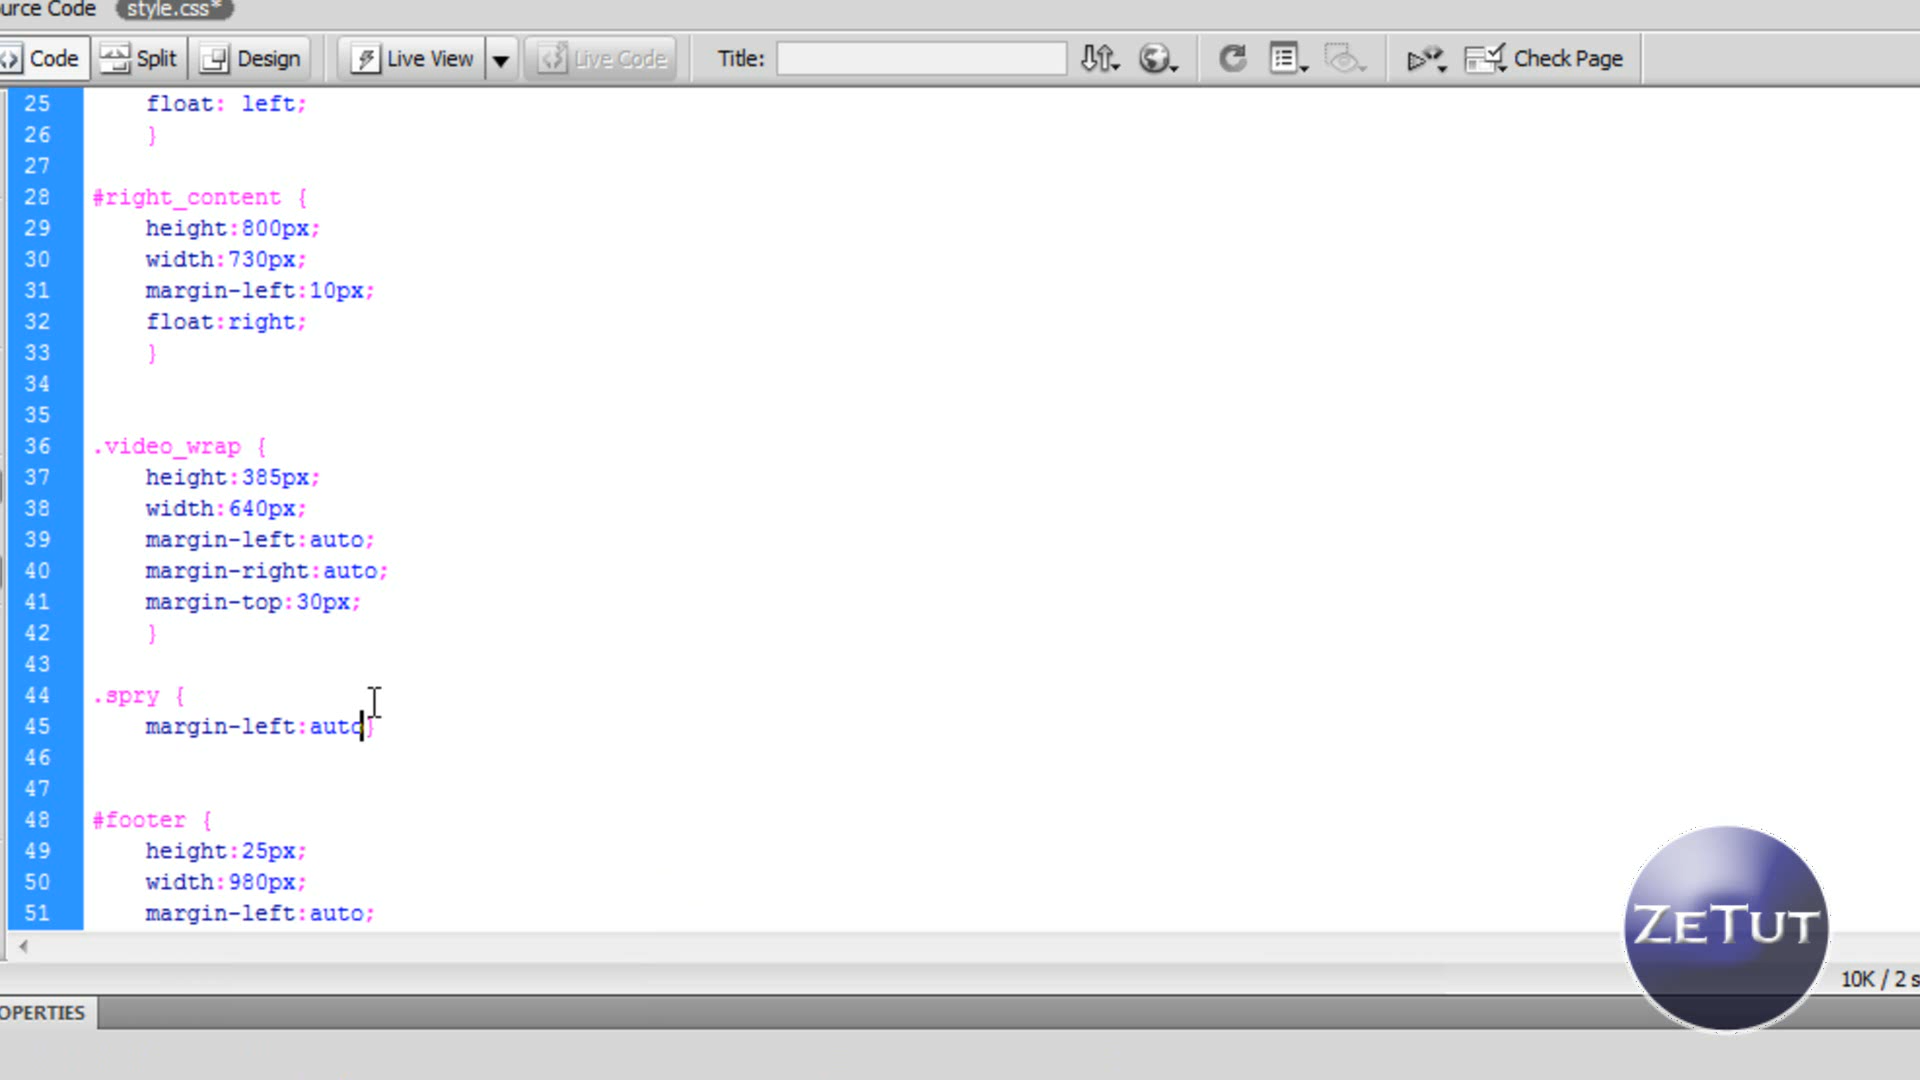 urce Code style.css*
Code Split Design Live View Live Code Title: Check Page
25 float: left;
26 }
27
28 #right_content {
29 height:800px;
30 width:730px;
31 margin-left:10px;
32 float:right;
33 }
34
35
36 .video_wrap {
37 height:385px;
38 width:640px;
39 margin-left:auto;
40 margin-right:auto;
41 margin-top:30px;
42 }
43
44 .spry {
45 margin-left:auto}
46
47
48 #footer {
49 height:25px;
50 width:980px;
51 margin-left:auto;
ZETUT
10K / 2 s
OPERTIES